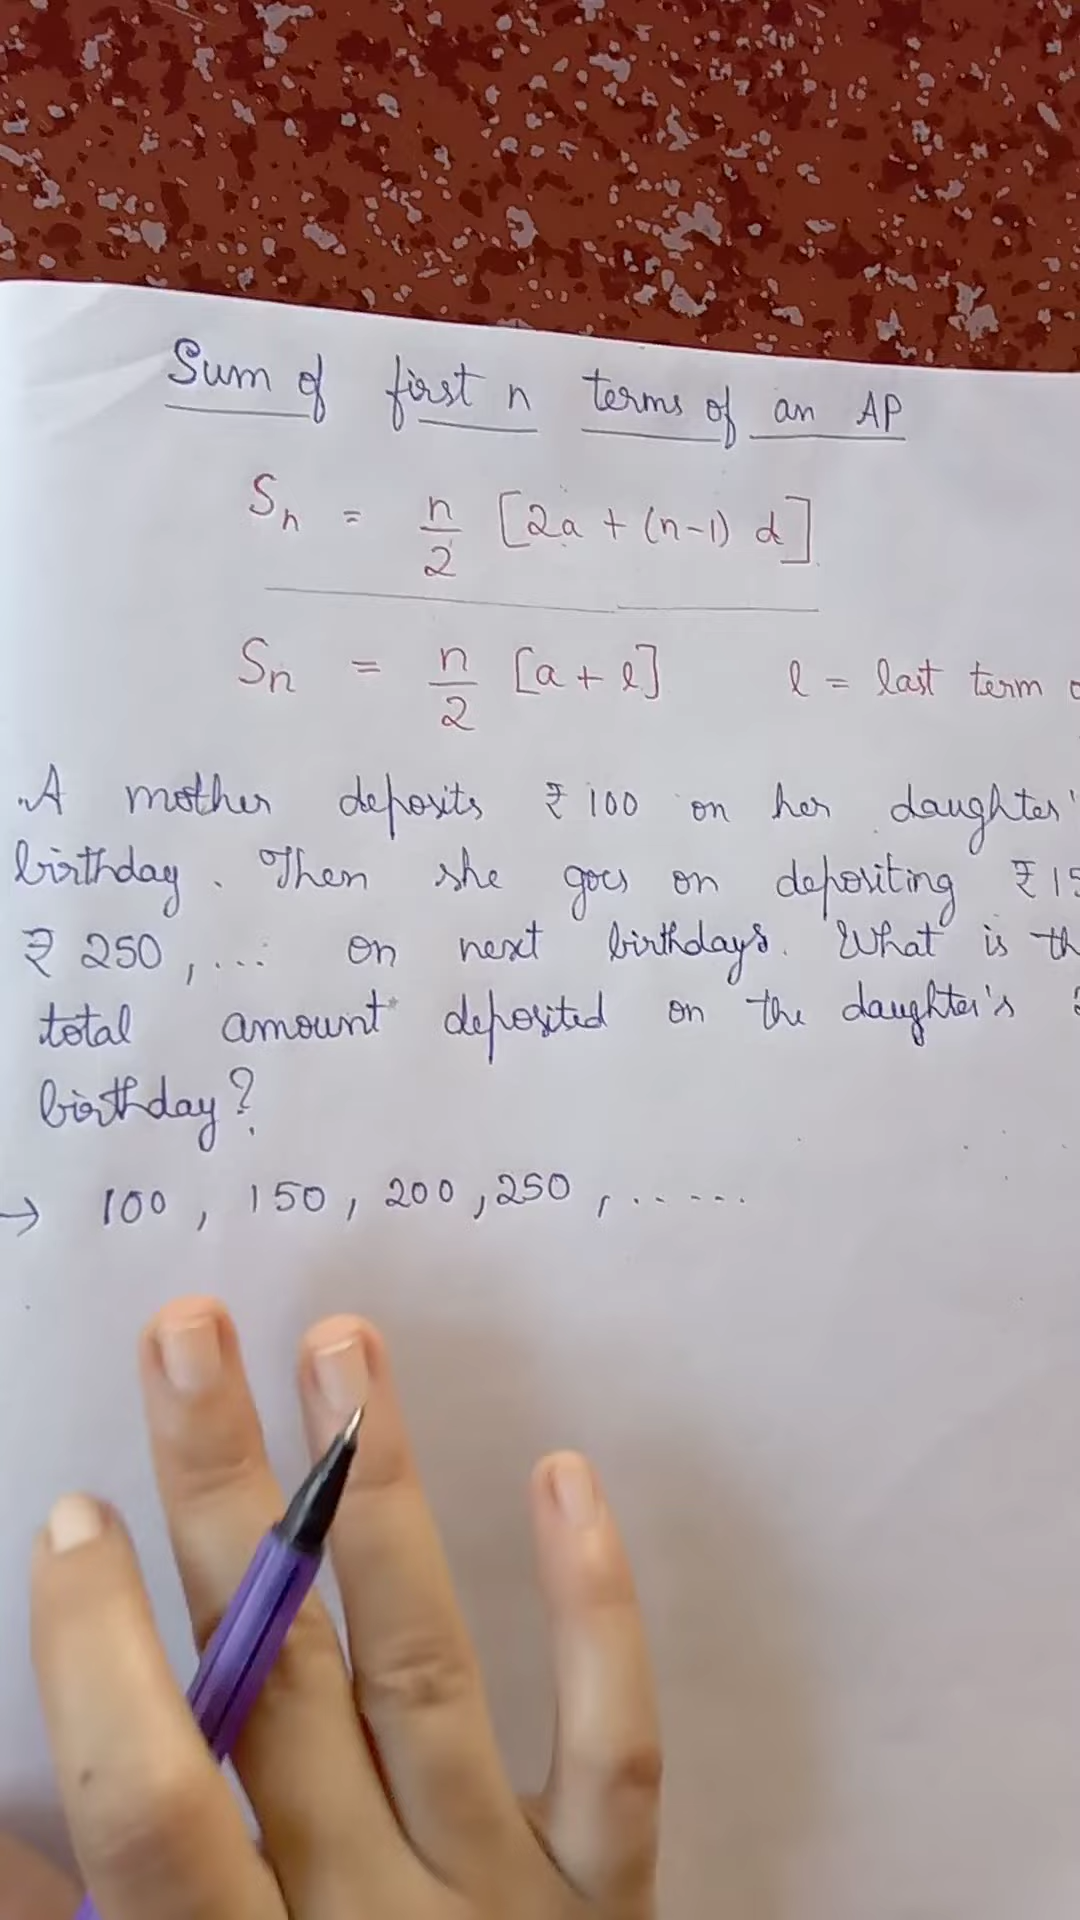 Sum of first n terms of an AP
Sn = n/2 [2a + (n-1) d]
Sn = n/2 [a + l] l = last term
A mother deposits ₹100 on her daughter'
birthday. Then she goes on depositing
₹ 250, ... on next birthdays. What is
total amount deposited on the daughter's
birthday?
→ 100, 150, 200, 250, ......